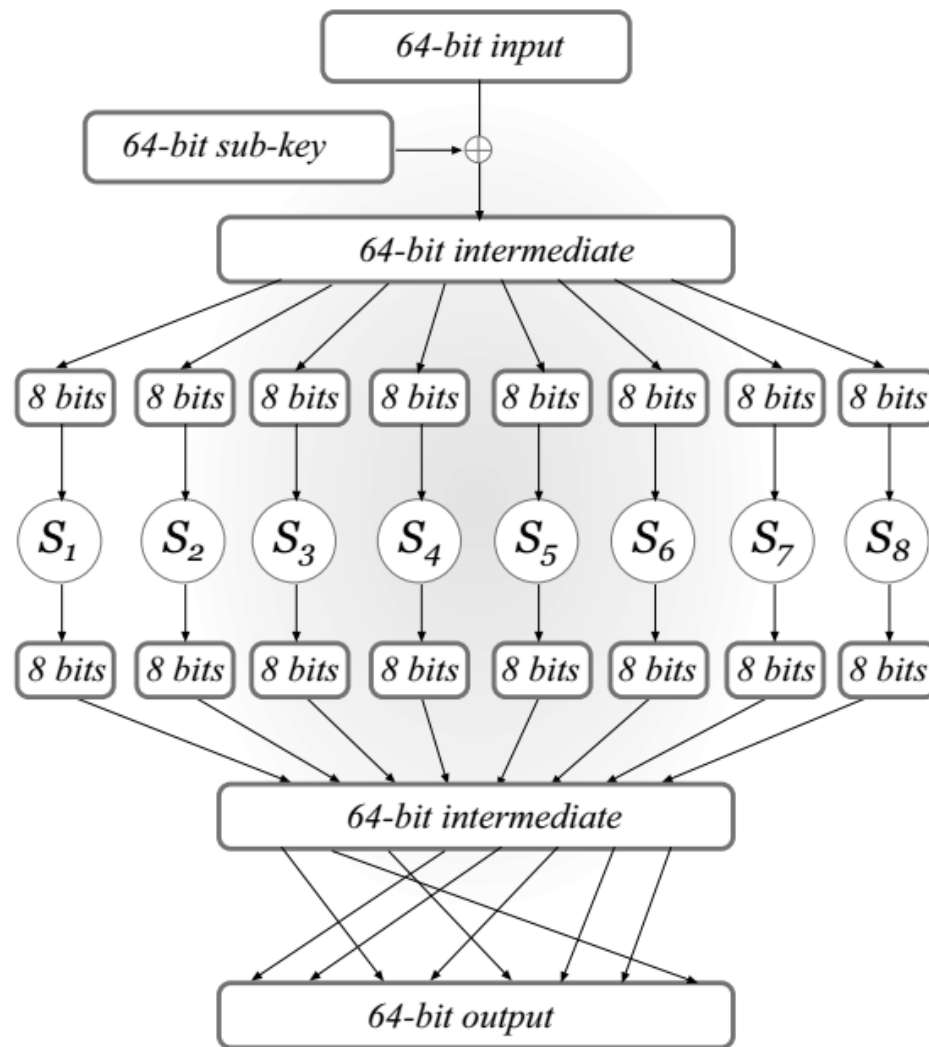 64-bit input
64-bit sub-key
64-bit intermediate
8 bits 8 bits 8 bits 8 bits 8 bits 8 bits 8 bits 8 bits
S1 S2 S3 S4 S5 S6 S7 S8
8 bits 8 bits 8 bits 8 bits 8 bits 8 bits 8 bits 8 bits
64-bit intermediate
64-bit output